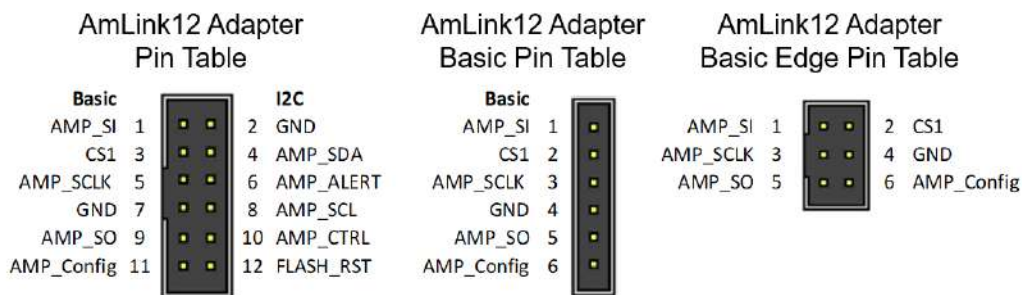 AmLink12 Adapter
Pin Table
Basic I2C
AMP_SI 1 2 GND
CS1 3 4 AMP_SDA
AMP_SCLK 5 6 AMP_ALERT
GND 7 8 AMP_SCL
AMP_SO 9 10 AMP_CTRL
AMP_Config 11 12 FLASH_RST
AmLink12 Adapter
Basic Pin Table
Basic
AMP_SI 1
CS1 2
AMP_SCLK 3
GND 4
AMP_SO 5
AMP_Config 6
AmLink12 Adapter
Basic Edge Pin Table
AMP_SI 1 2 CS1
AMP_SCLK 3 4 GND
AMP_SO 5 6 AMP_Config